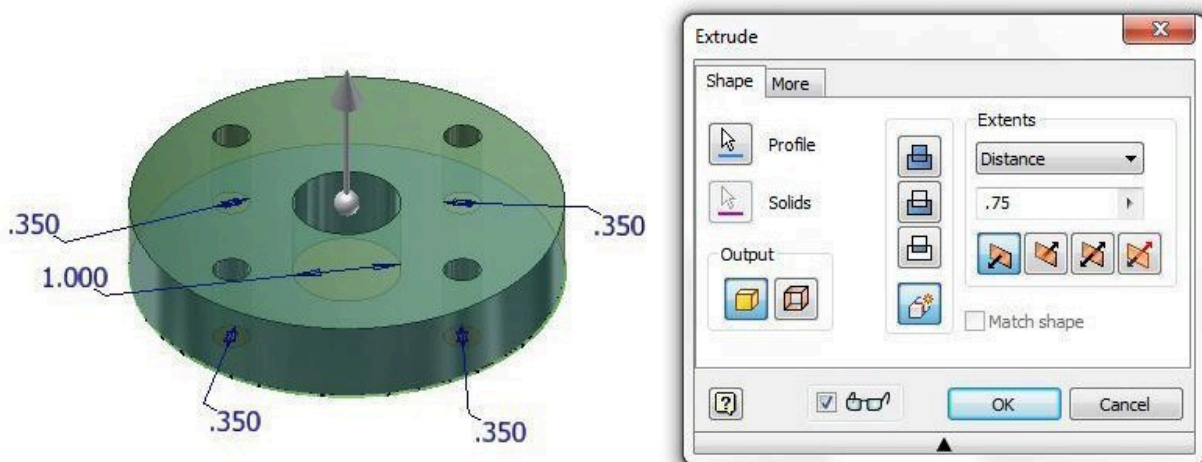 .350
.350
1.000
.350
.350
Extrude
Shape
More
Profile
Solids
Output
Extents
Distance
.75
Match shape
?
OK
Cancel